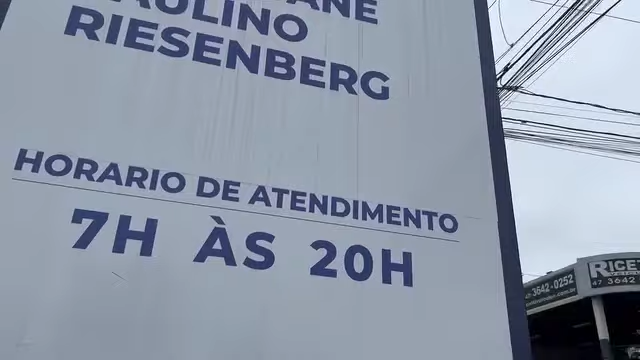 PAULINO
RIESENBERG
HORARIO DE ATENDIMENTO
7H ÀS 20H
3642-0252
47 3642